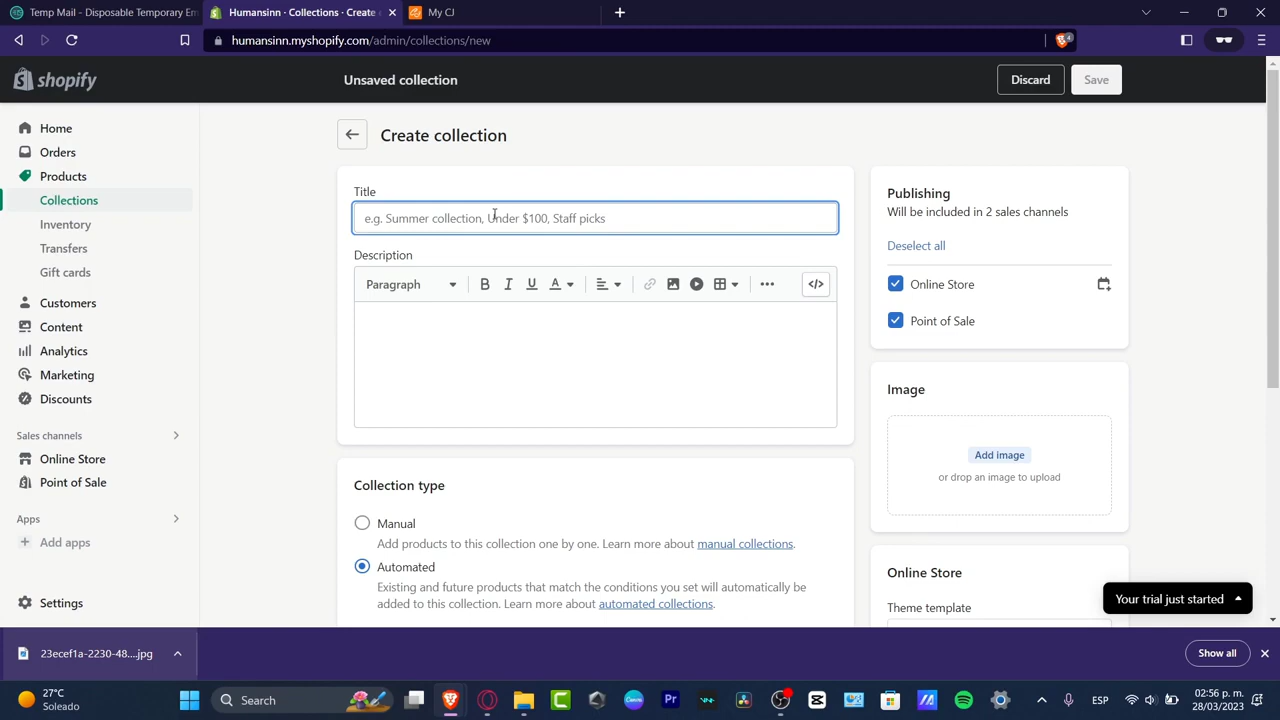 Temp Mail - Disposable Temporary Em
Humansinn · Collections · Create
My CJ
humansinn.myshopify.com/admin/collections/new
4
shopify
Unsaved collection
Discard
Save
Home
Orders
Products
Collections
Inventory
Transfers
Gift cards
Customers
Content
Analytics
Marketing
Discounts
Sales channels
Online Store
Point of Sale
Apps
Add apps
Settings
Create collection
Title
e.g. Summer collection, Under $100, Staff picks
Description
Paragraph
B I U A
Collection type
Manual
Add products to this collection one by one. Learn more about manual collections.
Automated
Existing and future products that match the conditions you set will automatically be
added to this collection. Learn more about automated collections.
Publishing
Will be included in 2 sales channels
Deselect all
Online Store
Point of Sale
Image
Add image
or drop an image to upload
Online Store
Theme template
Your trial just started
23ecef1a-2230-48....jpg
Show all
27°C
Soleado
Search
Pr
ESP
02:56 p. m.
28/03/2023